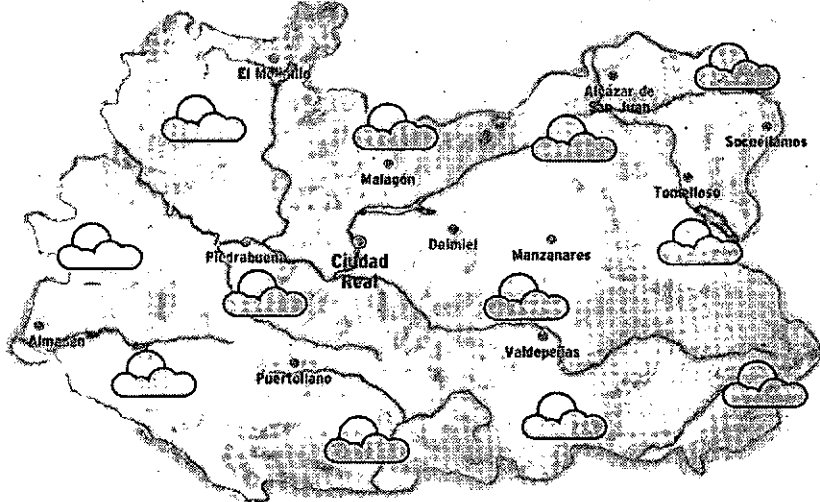 El Molinillo
Alcázar de
San Juan
Socuéllamos
Malagón
Tomelloso
Piedrabuena
Ciudad
Real
Daimiel
Manzanares
Almadén
Valdepeñas
Puertollano